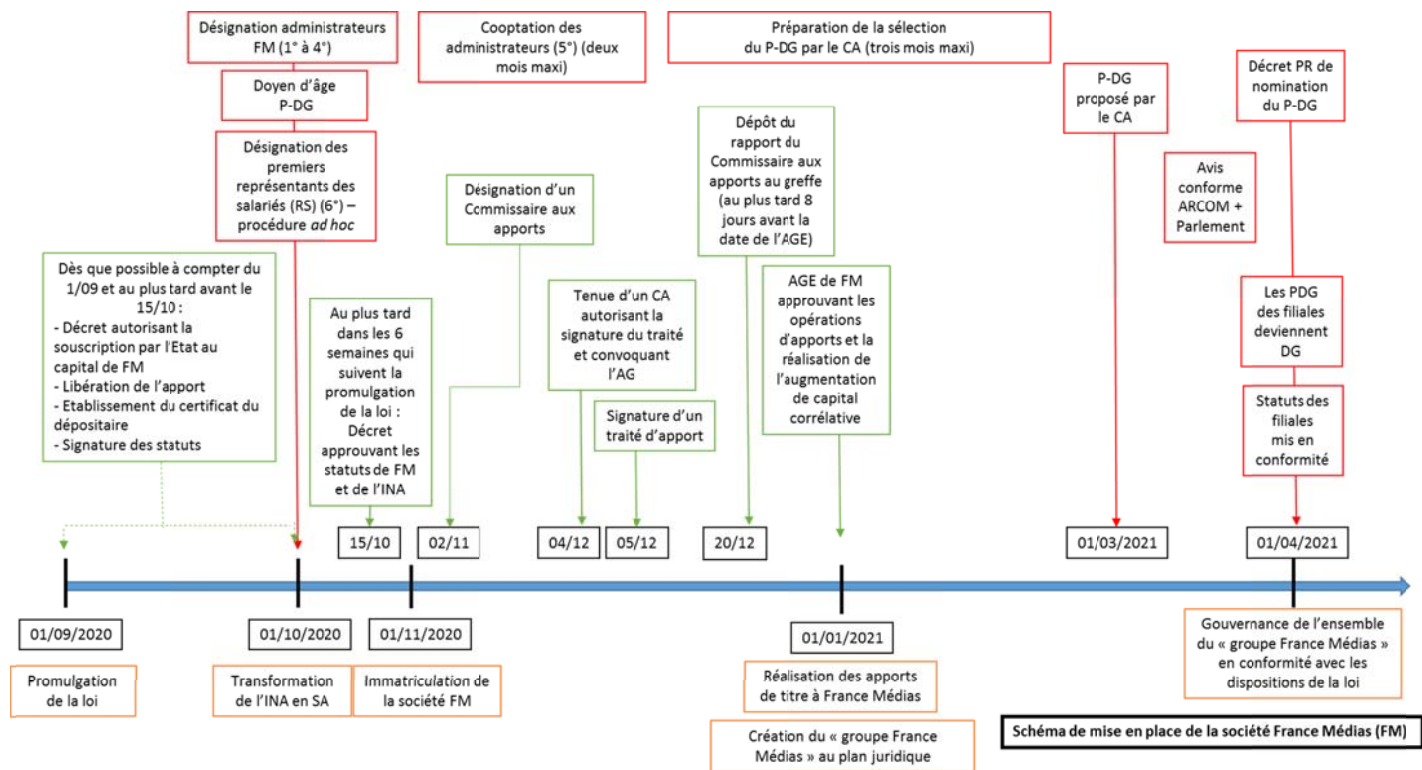 Désignation administrateurs
FM (1° à 4°)
Cooptation des
administrateurs (5°) (deux
mois maxi)
Préparation de la sélection
du P-DG par le CA (trois mois maxi)
Doyen d'âge
P-DG
P-DG
proposé par
le CA
Décret PR de
nomination
du P-DG
Désignation des
premiers
représentants des
salariés (RS) (6°) –
procédure ad hoc
Désignation d'un
Commissaire aux
apports
Dépôt du
rapport du
Commissaire aux
apports au greffe
(au plus tard 8
jours avant la
date de l'AGE)
Avis
conforme
ARCOM +
Parlement
Dès que possible à compter du
1/09 et au plus tard avant le
15/10 :
- Décret autorisant la
souscription par l'Etat au
capital de FM
- Libération de l'apport
- Etablissement du certificat du
dépositaire
- Signature des statuts
Au plus tard
dans les 6
semaines qui
suivent la
promulgation
de la loi :
Décret
approuvant les
statuts de FM
et de l'INA
Tenue d'un CA
autorisant la
signature du traité
et convoquant
l'AG
Signature d'un
traité d'apport
AGE de FM
approuvant les
opérations
d'apports et la
réalisation de
l'augmentation
de capital
corrélative
Les PDG
des filiales
deviennent
DG
Statuts des
filiales
mis en
conformité
15/10
02/11
04/12
05/12
20/12
01/03/2021
01/04/2021
01/09/2020
01/10/2020
01/11/2020
01/01/2021
Promulgation
de la loi
Transformation
de l'INA en SA
Immatriculation de
la société FM
Réalisation des apports
de titre à France Médias
Création du « groupe France
Médias » au plan juridique
Gouvernance de l'ensemble
du « groupe France Médias »
en conformité avec les
dispositions de la loi
Schéma de mise en place de la société France Médias (FM)